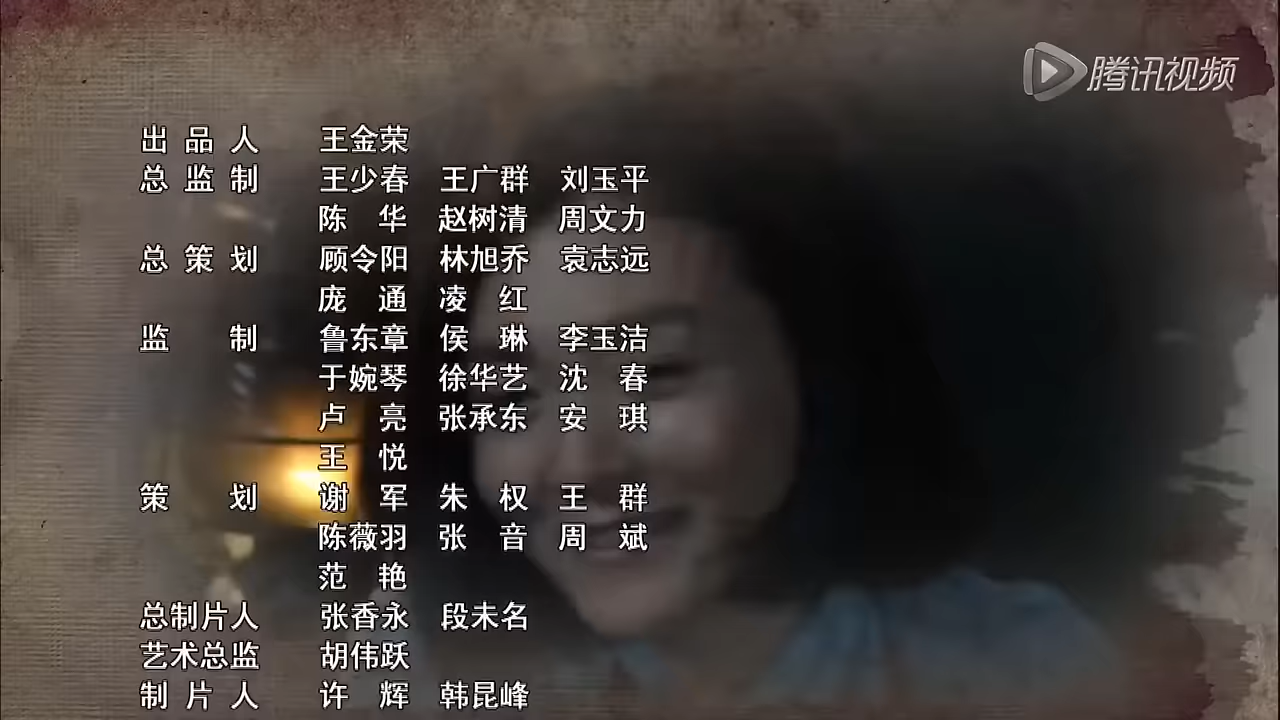 腾讯视频
出品人 王金荣
总监制 王少春 王广群 刘玉平
陈华 赵树清 周文力
总策划 顾令阳 林旭乔 袁志远
庞通 凌红
监制 鲁东章 侯琳 李玉洁
于婉琴 徐华艺 沈春
卢亮 张承东 安琪
王悦
策划 谢军 朱权 王群
陈薇羽 张音 周斌
范艳
总制片人 张香永 段未名
艺术总监 胡伟跃
制片人 许辉 韩昆峰